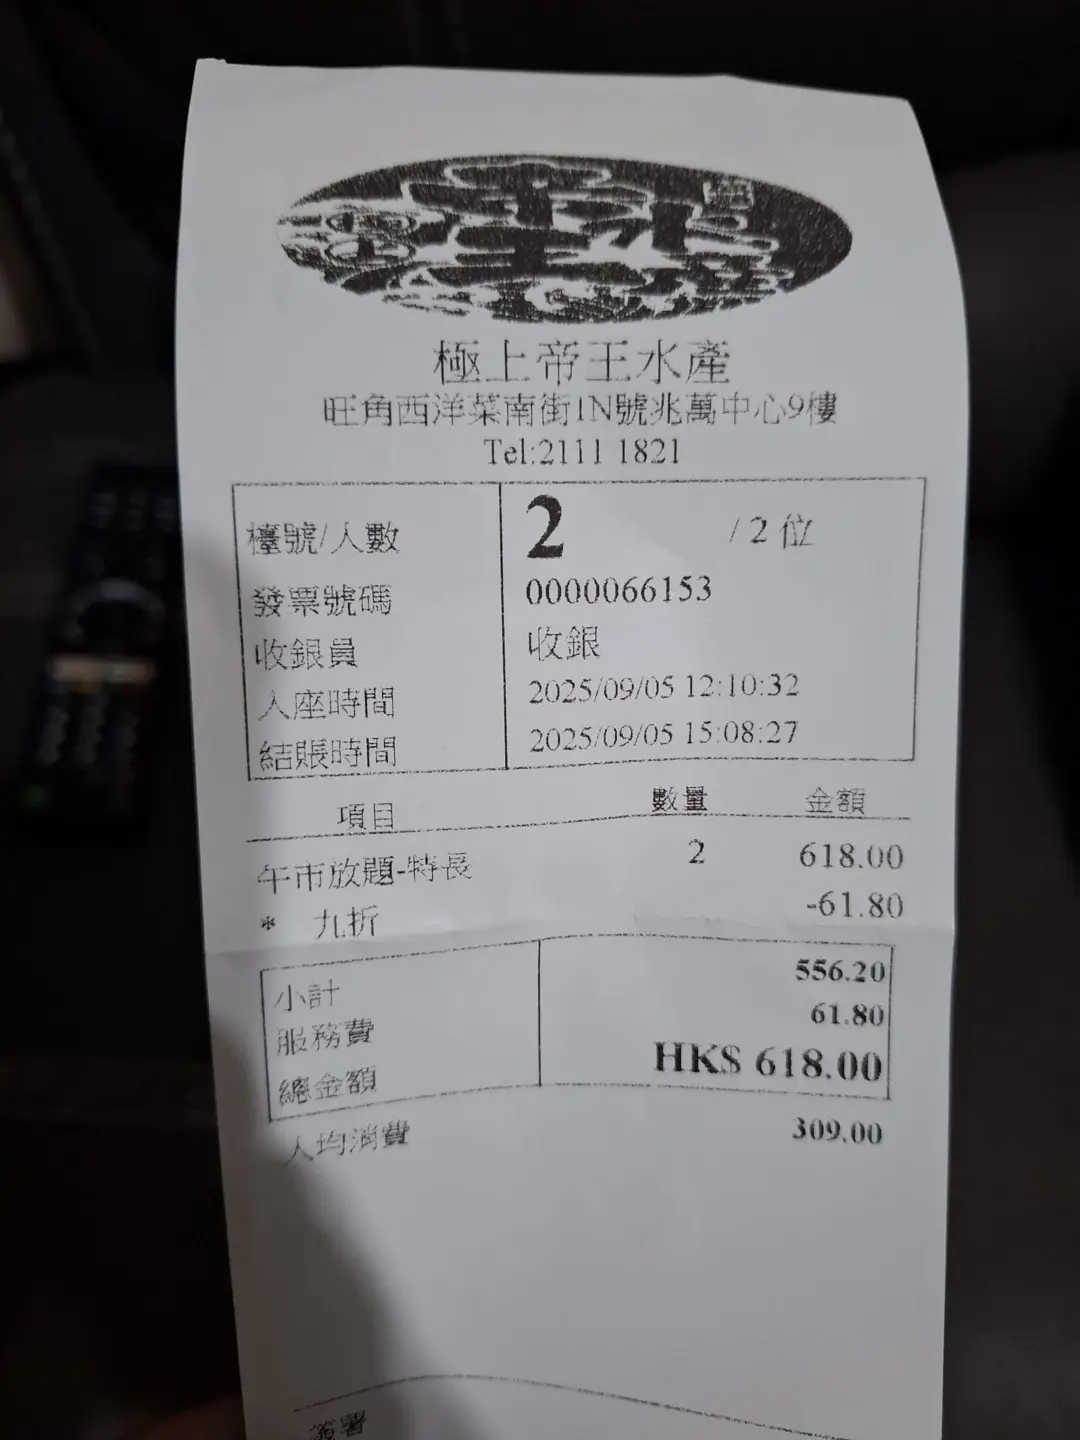 極上帝王水產
旺角西洋菜南街1N號兆萬中心9樓
Tel:2111 1821
檯號/人數 2 /2 位
發票號碼 0000066153
收銀員 收銀
入座時間 2025/09/05 12:10:32
結賬時間 2025/09/05 15:08:27
項目 數量 金額
午市放題-特長 2 618.00
* 九折 -61.80
小計 556.20
服務費 61.80
總金額 HK$ 618.00
人均消費 309.00
簽署